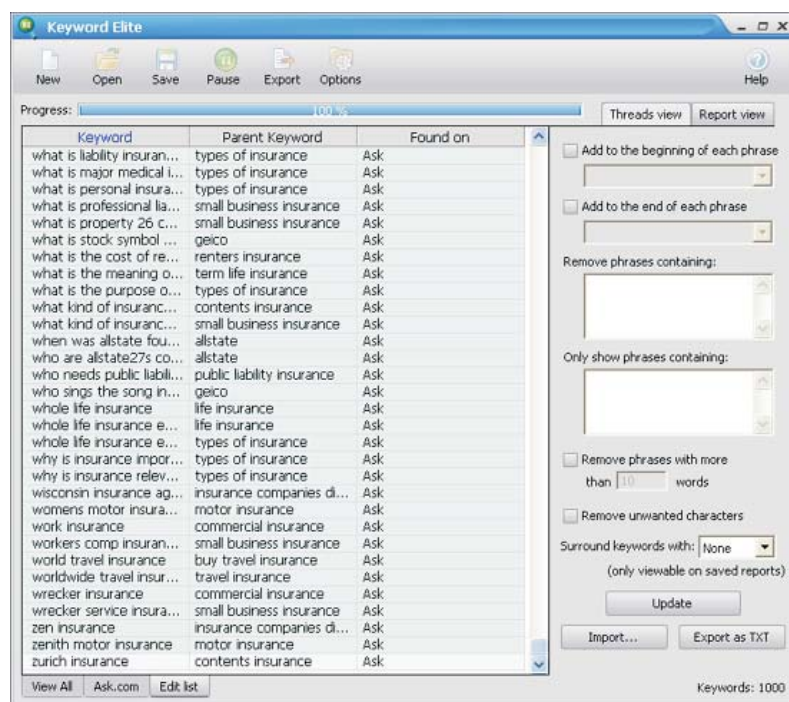 Keyword Elite
New Open Save Pause Export Options Help
Progress: 100 % Threads view Report view
Keyword Parent Keyword Found on
what is liability insuran... types of insurance Ask
what is major medical i... types of insurance Ask
what is personal insura... types of insurance Ask
what is professional lia... small business insurance Ask
what is property 26 c... small business insurance Ask
what is stock symbol ... geico Ask
what is the cost of re... renters insurance Ask
what is the meaning o... term life insurance Ask
what is the purpose o... types of insurance Ask
what kind of insuranc... contents insurance Ask
what kind of insuranc... small business insurance Ask
when was allstate fou... allstate Ask
who are allstate27s co... allstate Ask
who needs public liabili... public liability insurance Ask
who sings the song in... geico Ask
whole life insurance life insurance Ask
whole life insurance e... life insurance Ask
whole life insurance e... types of insurance Ask
why is insurance impor... types of insurance Ask
why is insurance relev... types of insurance Ask
wisconsin insurance ag... insurance companies di... Ask
womens motor insura... motor insurance Ask
work insurance commercial insurance Ask
workers comp insuran... small business insurance Ask
world travel insurance buy travel insurance Ask
worldwide travel insur... travel insurance Ask
wrecker insurance commercial insurance Ask
wrecker service insura... small business insurance Ask
zen insurance insurance companies di... Ask
zenith motor insurance motor insurance Ask
zurich insurance contents insurance Ask
Add to the beginning of each phrase
Add to the end of each phrase
Remove phrases containing:
Only show phrases containing:
Remove phrases with more
than 10 words
Remove unwanted characters
Surround keywords with: None
(only viewable on saved reports)
Update
Import... Export as TXT
View All Ask.com Edit list Keywords: 1000